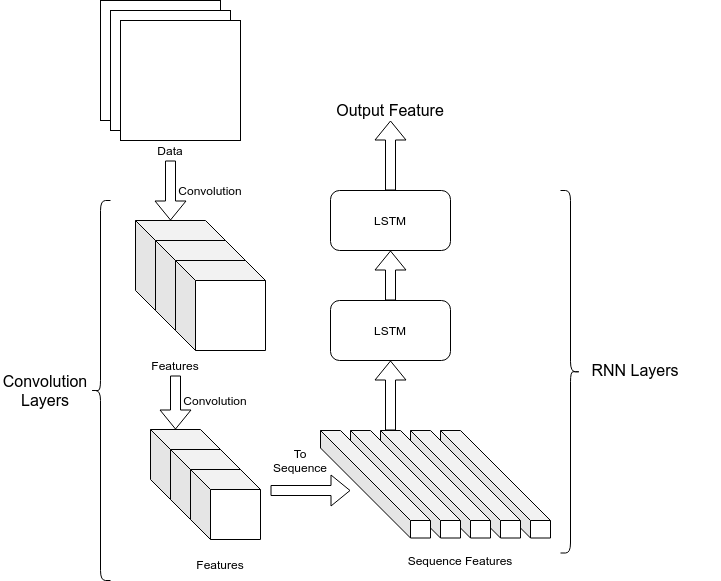 Data
Convolution
Features
Convolution
Features
Convolution
Layers
To
Sequence
Sequence Features
LSTM
LSTM
Output Feature
RNN Layers